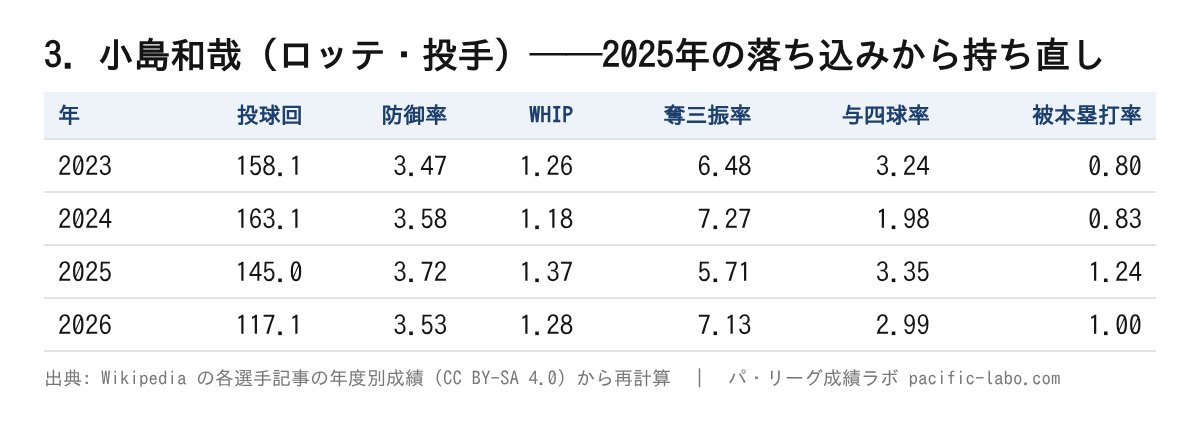 3. 小島和哉（ロッテ・投手）——2025年の落ち込みから持ち直し
年 投球回 防御率 WHIP 奪三振率 与四球率 被本塁打率
2023 158.1 3.47 1.26 6.48 3.24 0.80
2024 163.1 3.58 1.18 7.27 1.98 0.83
2025 145.0 3.72 1.37 5.71 3.35 1.24
2026 117.1 3.53 1.28 7.13 2.99 1.00
出典: Wikipedia の各選手記事の年度別成績（CC BY-SA 4.0）から再計算 ｜ パ・リーグ成績ラボ pacific-labo.com